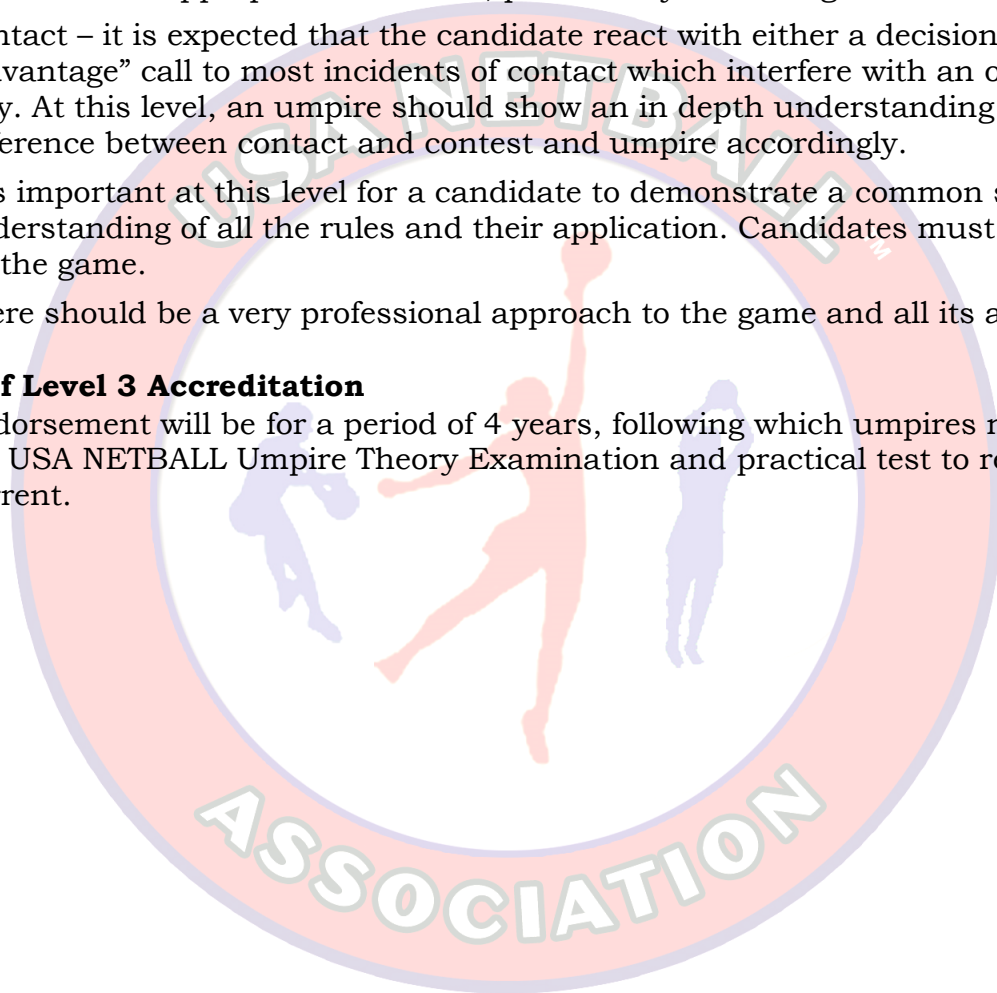 ntact – it is expected that the candidate react with either a decision
vantage” call to most incidents of contact which interfere with an o
y. At this level, an umpire should show an in depth understanding
erence between contact and contest and umpire accordingly.
s important at this level for a candidate to demonstrate a common s
derstanding of all the rules and their application. Candidates must
the game.
ere should be a very professional approach to the game and all its a
f Level 3 Accreditation
dorsement will be for a period of 4 years, following which umpires
USA NETBALL Umpire Theory Examination and practical test to re
rent.
USA NETBALL
TM
ASSOCIATION